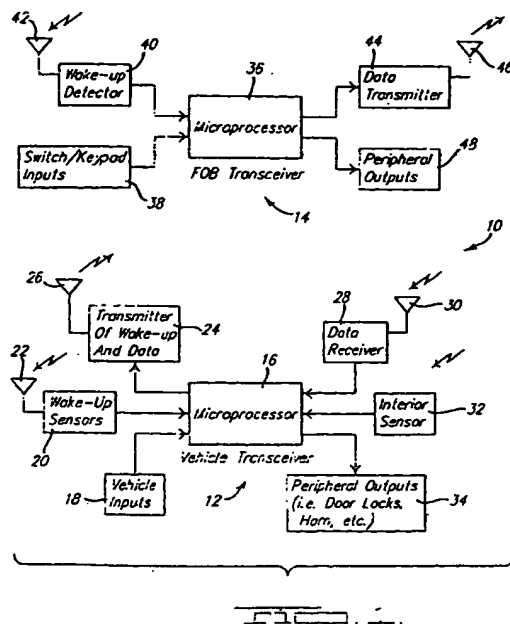 42
40
Wake-up
Detector
36
Microprocessor
44
Data
Transmitter
46
Switch/Keypad
Inputs
38
FOB Transceiver
Peripheral
Outputs
48
14
10
26
Transmitter
Of Wake-up
And Data
24
28
Data
Receiver
30
22
Wake-Up
Sensors
20
16
Microprocessor
Interior
Sensor
32
Vehicle Transceiver
18
Vehicle
Inputs
12
Peripheral Outputs
(i.e. Door Locks,
Horn, etc.)
34